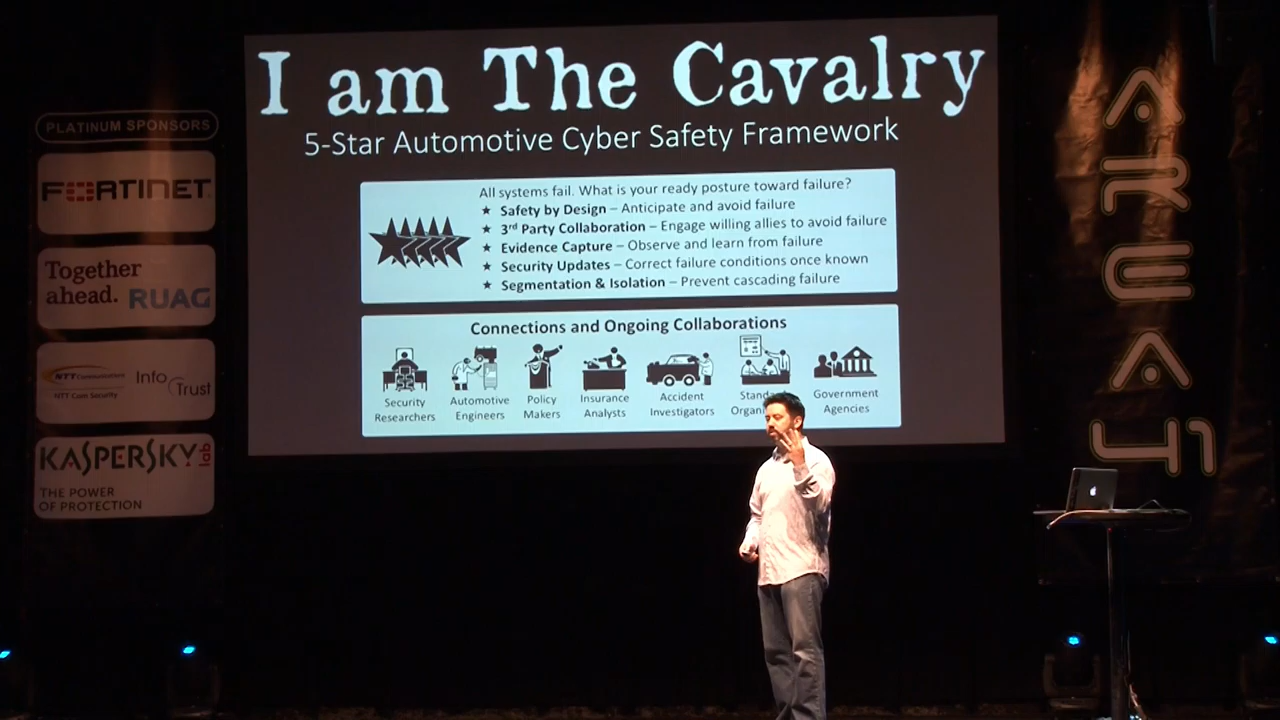 I am The Cavalry
5-Star Automotive Cyber Safety Framework
All systems fail. What is your ready posture toward failure?
★ Safety by Design – Anticipate and avoid failure
★ 3rd Party Collaboration – Engage willing allies to avoid failure
★ Evidence Capture – Observe and learn from failure
★ Security Updates – Correct failure conditions once known
★ Segmentation & Isolation – Prevent cascading failure
Connections and Ongoing Collaborations
Security
Researchers
Automotive
Engineers
Policy
Makers
Insurance
Analysts
Accident
Investigators
Government
Agencies
PLATINUM SPONSORS
FORTINET
Together
ahead. RUAG
NTT Communications
NTT Com Security
Info
Trust
KASPERSKY lab
THE POWER
OF PROTECTION